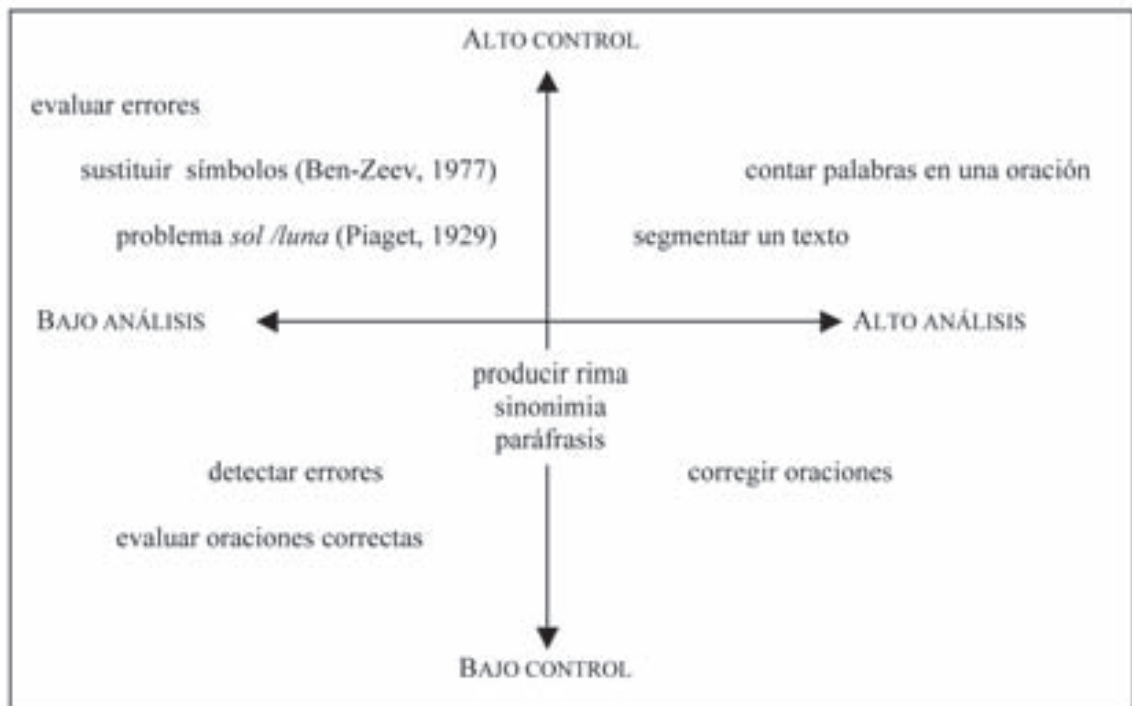 ALTO CONTROL
evaluar errores
sustituir símbolos (Ben-Zeev, 1977)
contar palabras en una oración
problema sol /luna (Piaget, 1929)
segmentar un texto
BAJO ANÁLISIS
ALTO ANÁLISIS
producir rima
sinonimia
paráfrasis
detectar errores
corregir oraciones
evaluar oraciones correctas
BAJO CONTROL